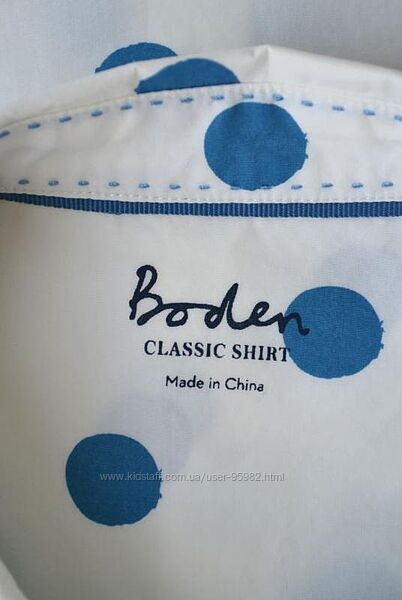 Boden
CLASSIC SHIRT
Made in China
www.kidstaff.com.ua/user-95982.html